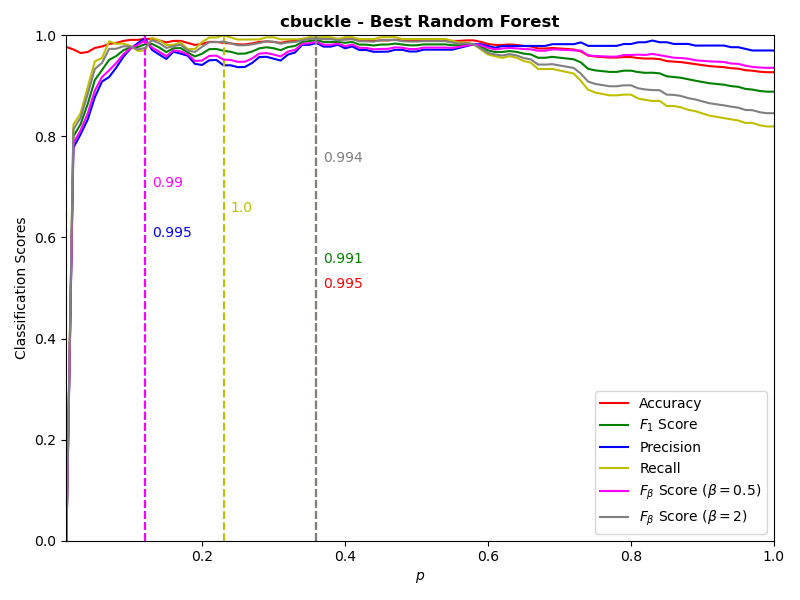 cbuckle - Best Random Forest
Classification Scores
1.0
0.8
0.6
0.4
0.2
0.0
0.994
0.99
1.0
0.995
0.991
0.995
Accuracy
F₁ Score
Precision
Recall
Fᵦ Score (β = 0.5)
Fᵦ Score (β = 2)
0.2 0.4 0.6 0.8 1.0
p